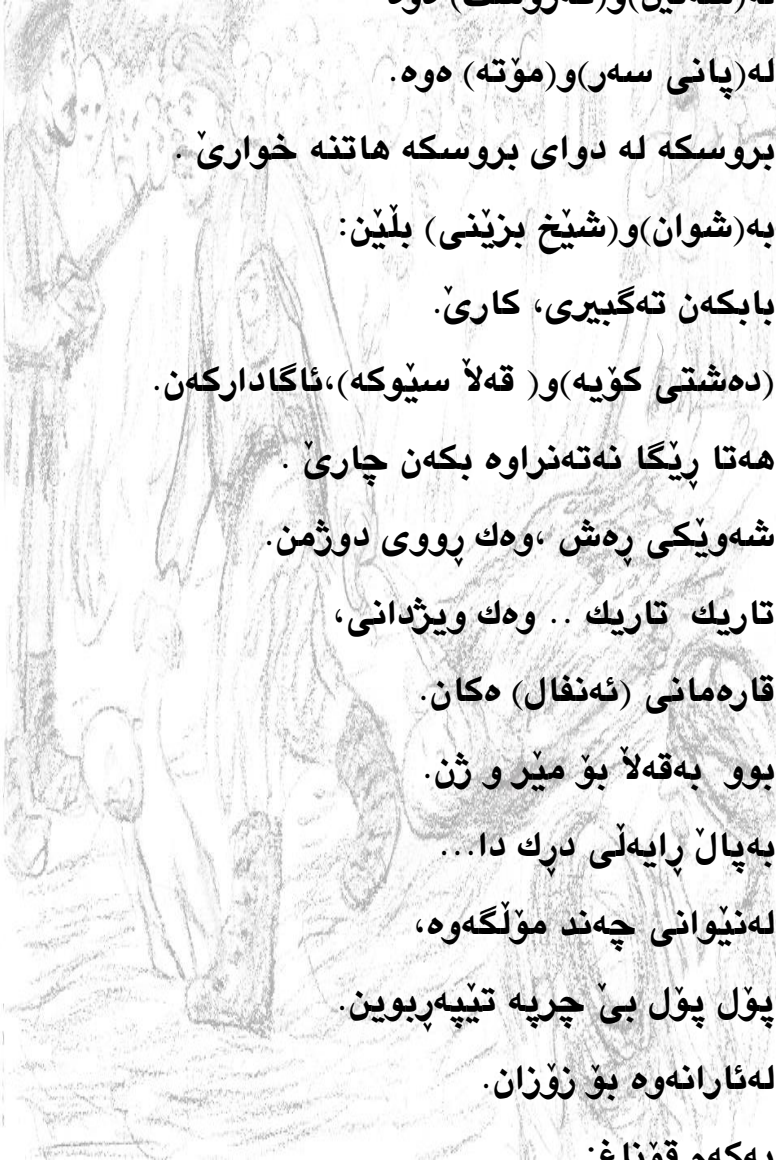 لە(پانی سەر)و(مۆتە) ەوە.
بروسکە لە دوای بروسکە هاتنە خوارێ .
بە(شوان)و(شێخ بزێنی) بڵێن:
بابکەن تەگبیری، کارێ.
(دەشتی کۆیە)و( قەڵا سێوکە)،ئاگادارکەن.
هەتا ڕێگا نەتەنراوە بکەن چارێ .
شەوێکی ڕەش ،وەك ڕووی دوژمن.
تاریك تاریك .. وەك ویژدانی،
قارەمانی (ئەنفال) ەکان.
بوو بەقەڵا بۆ مێر و ژن.
بەپاڵ ڕایەڵی دڕك دا...
لەنێوانی چەند مۆڵگەوە،
پۆل پۆل بێ چرپە تێپەڕبوین.
لەئارانەوە بۆ زۆزان.
یەکەم قۆناغ: